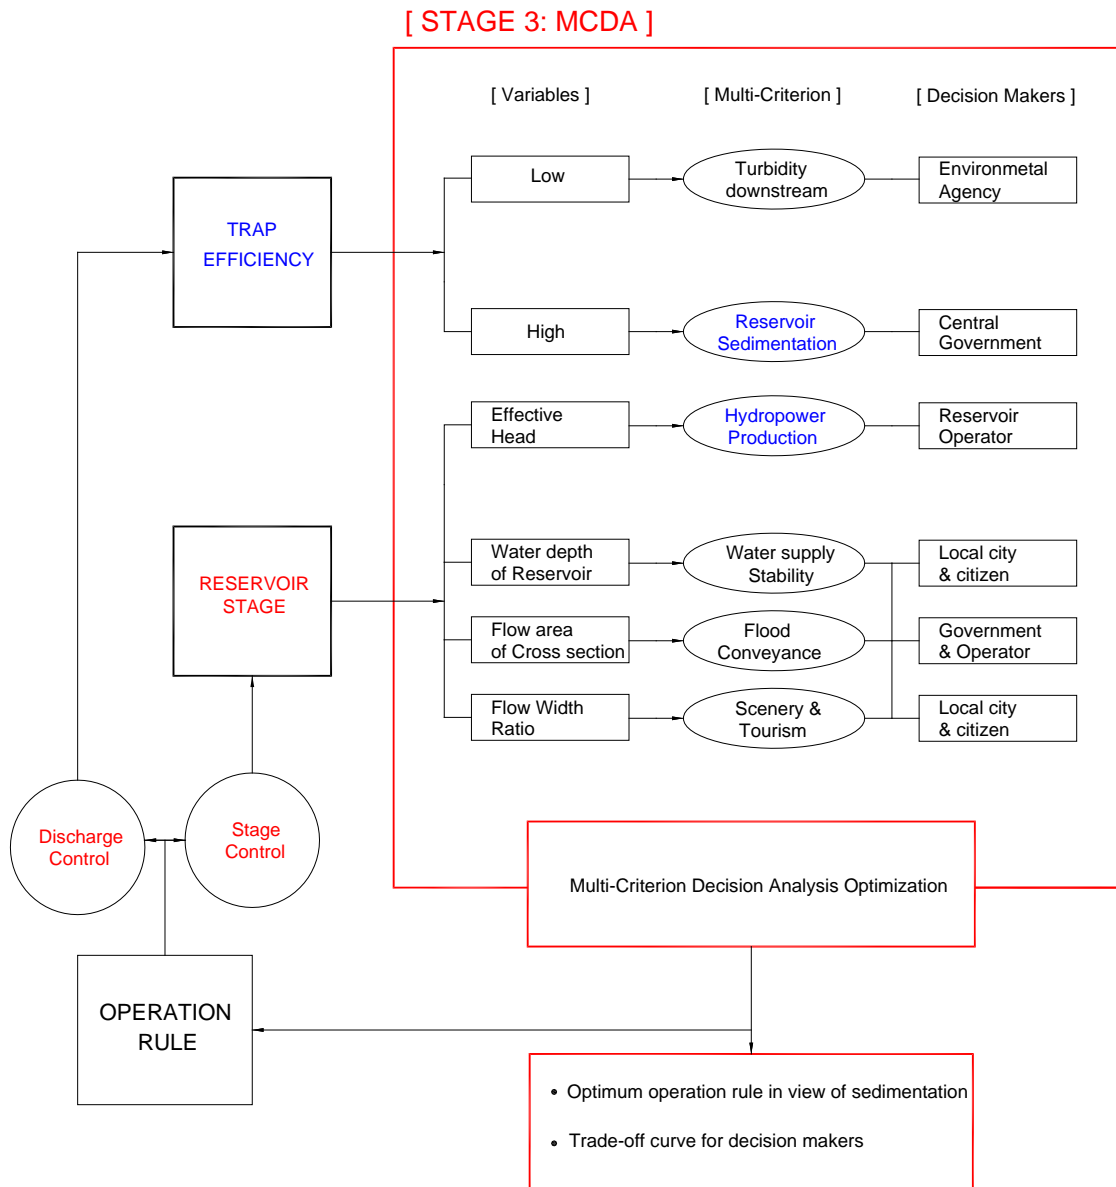 [ STAGE 3: MCDA ]
[ Variables ]
[ Multi-Criterion ]
[ Decision Makers ]
Low
Turbidity
downstream
Environmetal
Agency
TRAP
EFFICIENCY
High
Reservoir
Sedimentation
Central
Government
Effective
Head
Hydropower
Production
Reservoir
Operator
RESERVOIR
STAGE
Water depth
of Reservoir
Water supply
Stability
Local city
& citizen
Flow area
of Cross section
Flood
Conveyance
Government
& Operator
Flow Width
Ratio
Scenery &
Tourism
Local city
& citizen
Discharge
Control
Stage
Control
Multi-Criterion Decision Analysis Optimization
OPERATION
RULE
• Optimum operation rule in view of sedimentation
• Trade-off curve for decision makers